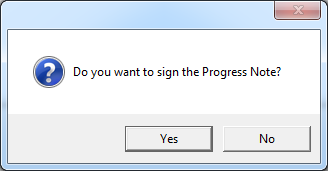 Do you want to sign the Progress Note?
Yes
No